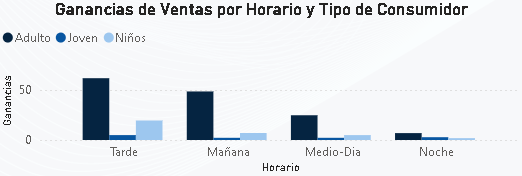 Ganancias de Ventas por Horario y Tipo de Consumidor
Adulto Joven Niños
Ganancias
50
0
Tarde Mañana Medio-Dia Noche
Horario